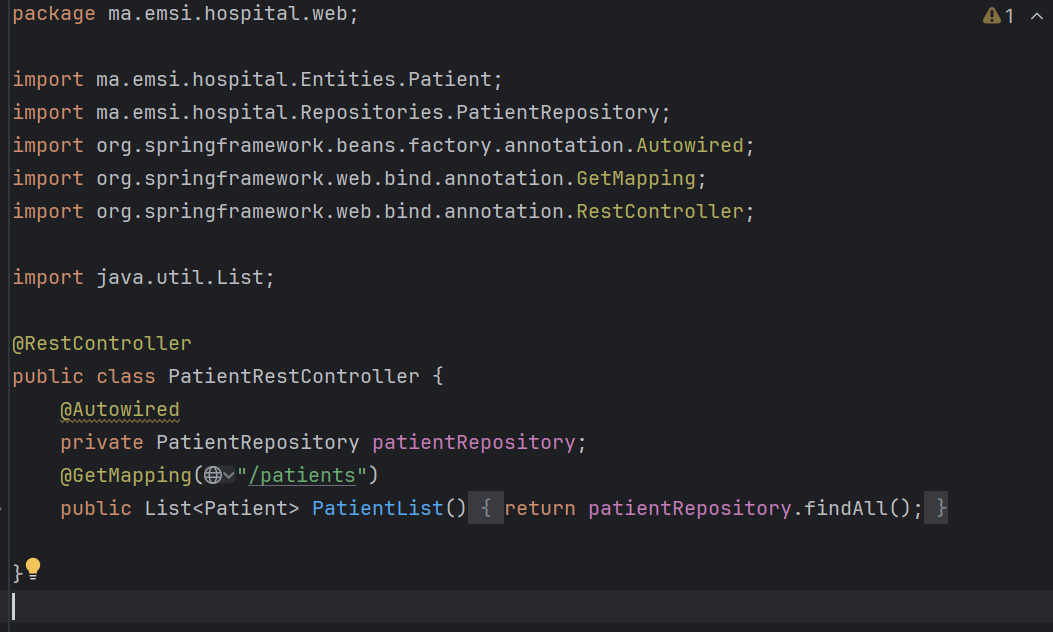 package ma.emsi.hospital.web;
1
import ma.emsi.hospital.Entities.Patient;
import ma.emsi.hospital.Repositories.PatientRepository;
import org.springframework.beans.factory.annotation.Autowired;
import org.springframework.web.bind.annotation.GetMapping;
import org.springframework.web.bind.annotation.RestController;
import java.util.List;
@RestController
public class PatientRestController {
@Autowired
private PatientRepository patientRepository;
@GetMapping("/patients")
public List<Patient> PatientList() { return patientRepository.findAll(); }
}